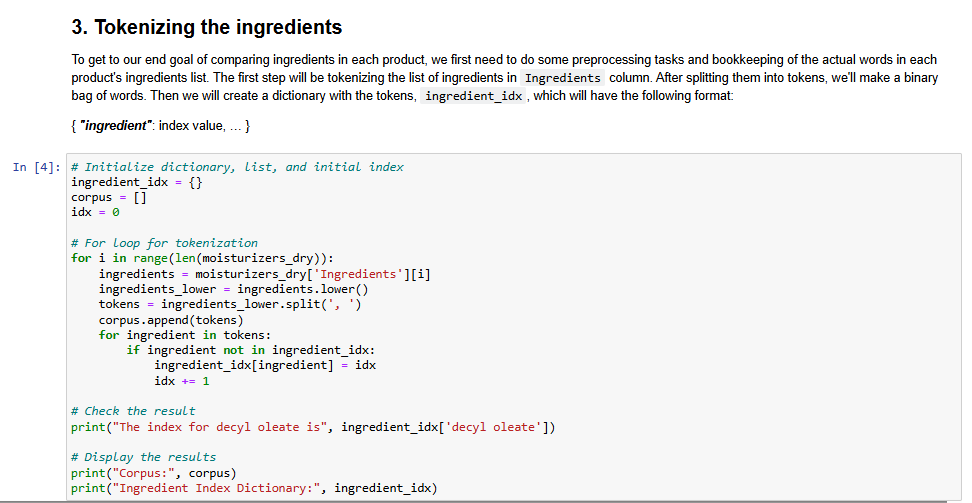 3. Tokenizing the ingredients
To get to our end goal of comparing ingredients in each product, we first need to do some preprocessing tasks and bookkeeping of the actual words in each
product's ingredients list. The first step will be tokenizing the list of ingredients in Ingredients column. After splitting them into tokens, we'll make a binary
bag of words. Then we will create a dictionary with the tokens, ingredient_idx , which will have the following format:
{ "ingredient": index value, … }
In [4]: # Initialize dictionary, list, and initial index
ingredient_idx = {}
corpus = []
idx = 0

# For loop for tokenization
for i in range(len(moisturizers_dry)):
    ingredients = moisturizers_dry['Ingredients'][i]
    ingredients_lower = ingredients.lower()
    tokens = ingredients_lower.split(', ')
    corpus.append(tokens)
    for ingredient in tokens:
        if ingredient not in ingredient_idx:
            ingredient_idx[ingredient] = idx
            idx += 1

# Check the result
print("The index for decyl oleate is", ingredient_idx['decyl oleate'])

# Display the results
print("Corpus:", corpus)
print("Ingredient Index Dictionary:", ingredient_idx)